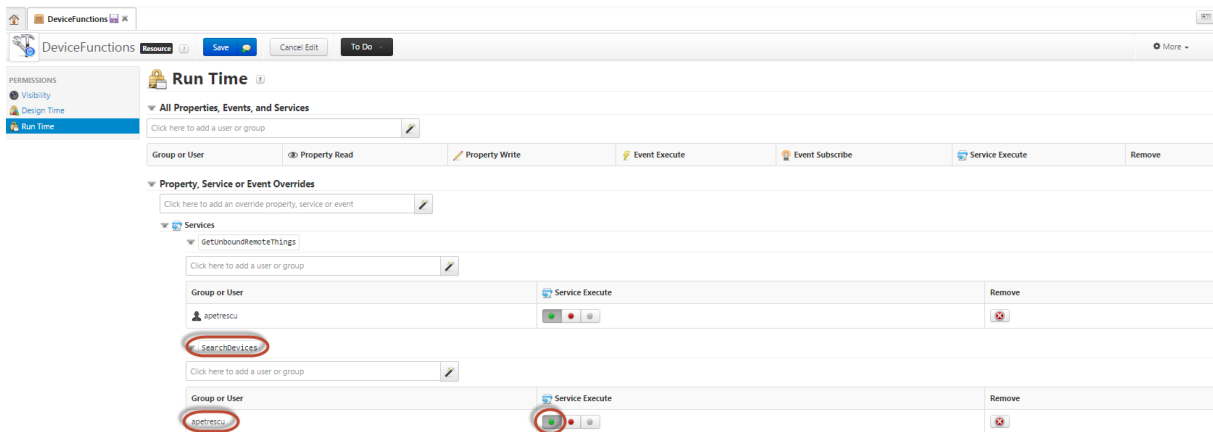 DeviceFunctions
DeviceFunctions Resource ? Save Cancel Edit To Do More
PERMISSIONS
Visibility
Design Time
Run Time
Run Time ?
All Properties, Events, and Services
Click here to add a user or group
Group or User Property Read Property Write Event Execute Event Subscribe Service Execute Remove
Property, Service or Event Overrides
Click here to add an override property, service or event
Services
GetUnboundRemoteThings
Click here to add a user or group
Group or User Service Execute Remove
apetrescu
SearchDevices
Click here to add a user or group
Group or User Service Execute Remove
apetrescu